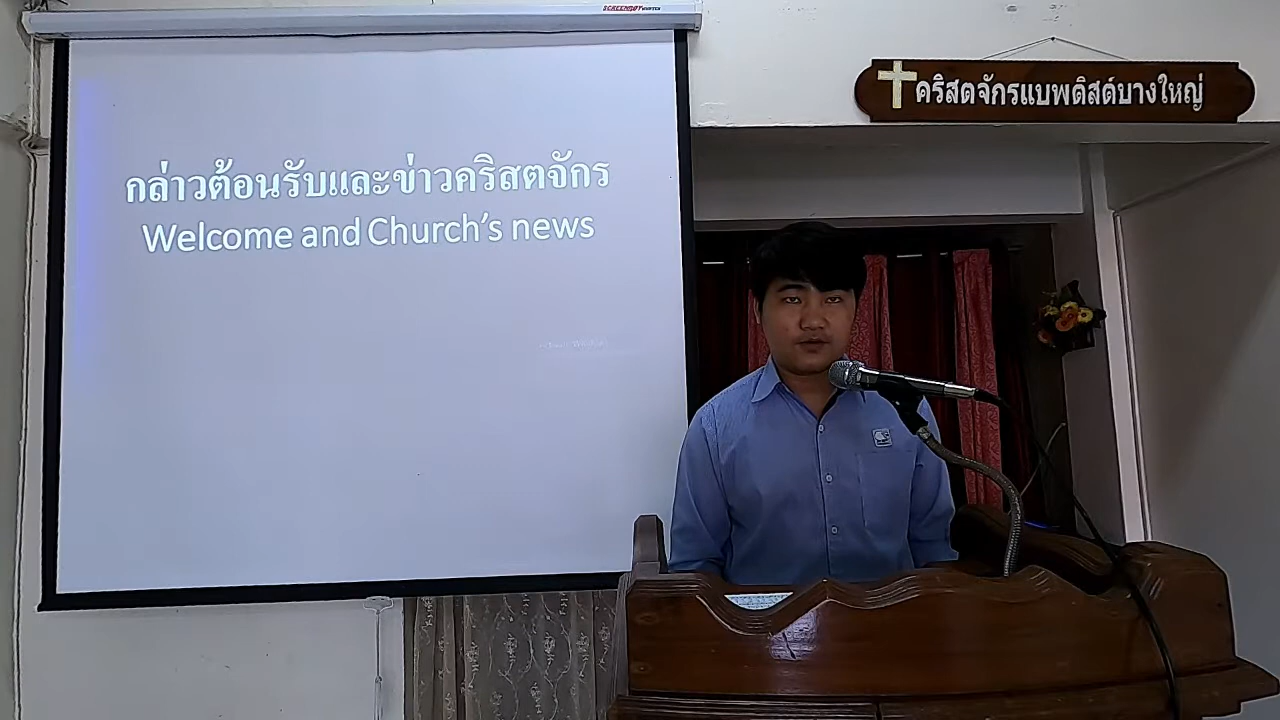 กล่าวต้อนรับและข่าวคริสตจักร
Welcome and Church's news
คริสตจักรแบพติสต์บางใหญ่